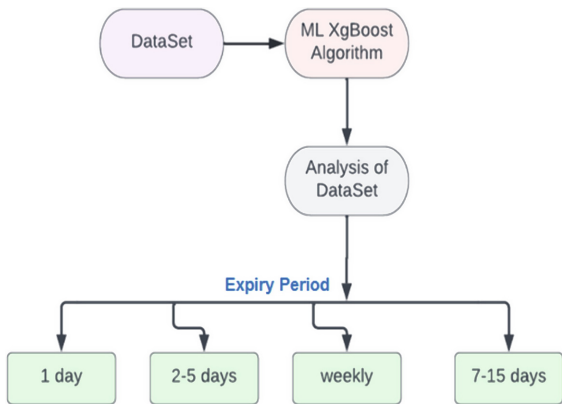 DataSet
ML XgBoost
Algorithm
Analysis of
DataSet
Expiry Period
1 day
2-5 days
weekly
7-15 days